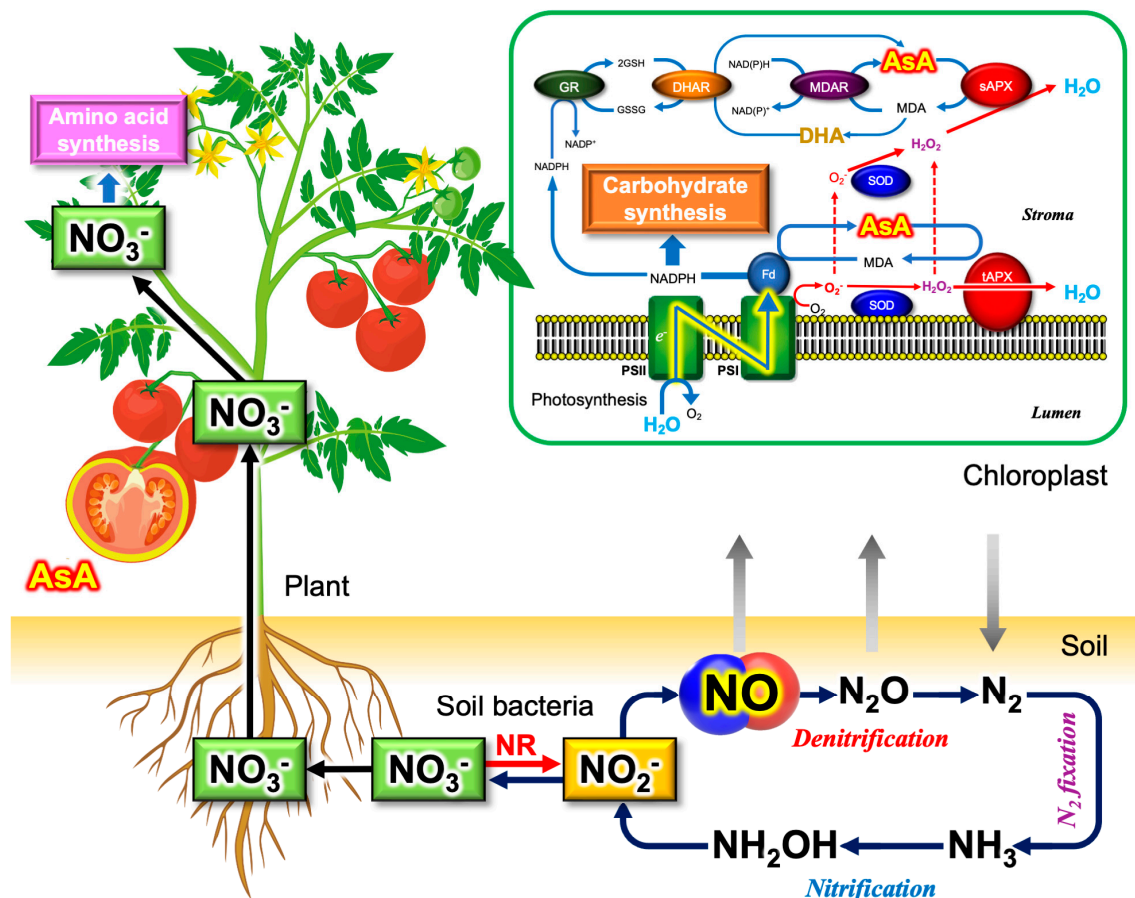 Amino acid
synthesis
NO₃⁻
NO₃⁻
AsA
Plant
NO₃⁻
Soil bacteria
NO₃⁻
NR
NO₂⁻
NO
N₂O
N₂
Denitrification
N₂ fixation
NH₂OH
NH₃
Nitrification
Soil
Chloroplast
GR
2GSH
GSSG
DHAR
NAD(P)H
NAD(P)⁺
MDAR
AsA
MDA
sAPX
H₂O
DHA
NADP⁺
NADPH
H₂O₂
O₂⁻
SOD
Carbohydrate
synthesis
Stroma
AsA
MDA
NADPH
Fd
O₂⁻
O₂
H₂O₂
SOD
tAPX
H₂O
e⁻
PSII
PSI
Photosynthesis
H₂O
O₂
Lumen